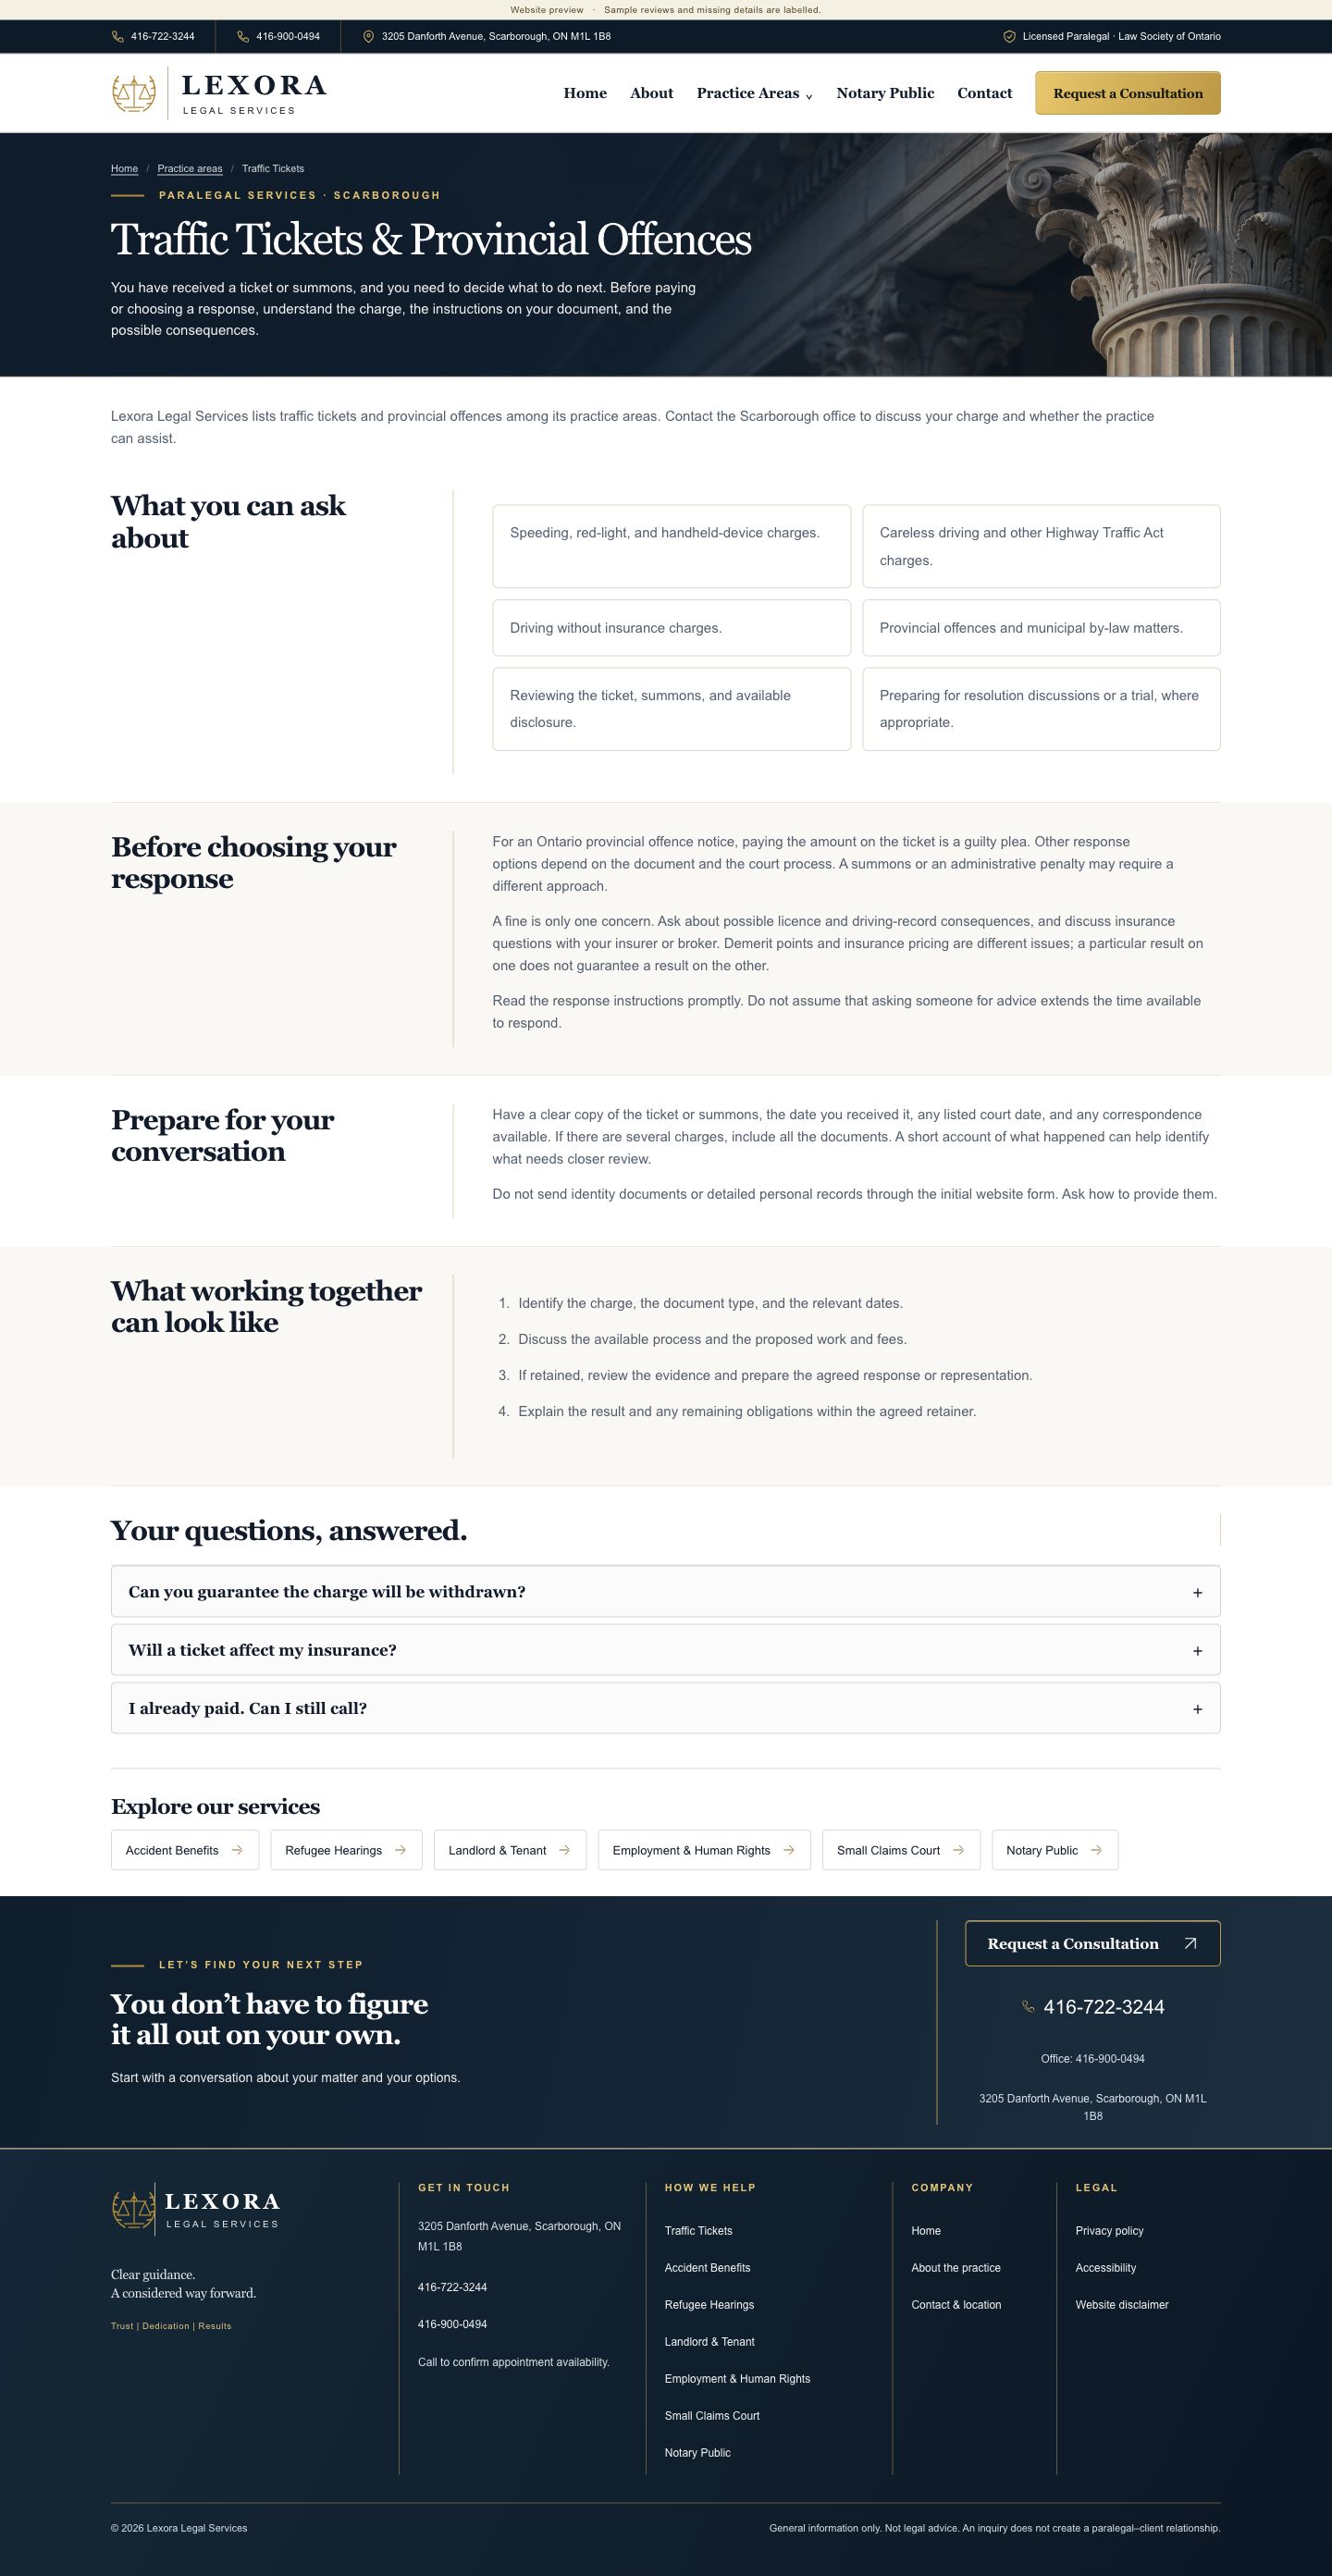 Website preview · Sample reviews and missing details are labelled.
416-722-3244
416-900-0494
3205 Danforth Avenue, Scarborough, ON M1L 1B8
Licensed Paralegal · Law Society of Ontario
LEXORA
LEGAL SERVICES
Home
About
Practice Areas
Notary Public
Contact
Request a Consultation
Home / Practice areas / Traffic Tickets
PARALEGAL SERVICES · SCARBOROUGH
Traffic Tickets & Provincial Offences
You have received a ticket or summons, and you need to decide what to do next. Before paying
or choosing a response, understand the charge, the instructions on your document, and the
possible consequences.
Lexora Legal Services lists traffic tickets and provincial offences among its practice areas. Contact the Scarborough office to discuss your charge and whether the practice
can assist.
What you can ask
about
Speeding, red-light, and handheld-device charges.
Careless driving and other Highway Traffic Act
charges.
Driving without insurance charges.
Provincial offences and municipal by-law matters.
Reviewing the ticket, summons, and available
disclosure.
Preparing for resolution discussions or a trial, where
appropriate.
Before choosing your
response
For an Ontario provincial offence notice, paying the amount on the ticket is a guilty plea. Other response
options depend on the document and the court process. A summons or an administrative penalty may require a
different approach.
A fine is only one concern. Ask about possible licence and driving-record consequences, and discuss insurance
questions with your insurer or broker. Demerit points and insurance pricing are different issues; a particular result on
one does not guarantee a result on the other.
Read the response instructions promptly. Do not assume that asking someone for advice extends the time available
to respond.
Prepare for your
conversation
Have a clear copy of the ticket or summons, the date you received it, any listed court date, and any correspondence
available. If there are several charges, include all the documents. A short account of what happened can help identify
what needs closer review.
Do not send identity documents or detailed personal records through the initial website form. Ask how to provide them.
What working together
can look like
1. Identify the charge, the document type, and the relevant dates.
2. Discuss the available process and the proposed work and fees.
3. If retained, review the evidence and prepare the agreed response or representation.
4. Explain the result and any remaining obligations within the agreed retainer.
Your questions, answered.
Can you guarantee the charge will be withdrawn? +
Will a ticket affect my insurance? +
I already paid. Can I still call? +
Explore our services
Accident Benefits →
Refugee Hearings →
Landlord & Tenant →
Employment & Human Rights →
Small Claims Court →
Notary Public →
LET'S FIND YOUR NEXT STEP
You don't have to figure
it all out on your own.
Start with a conversation about your matter and your options.
Request a Consultation
416-722-3244
Office: 416-900-0494
3205 Danforth Avenue, Scarborough, ON M1L
1B8
LEXORA
LEGAL SERVICES
Clear guidance.
A considered way forward.
Trust | Dedication | Results
GET IN TOUCH
3205 Danforth Avenue, Scarborough, ON
M1L 1B8
416-722-3244
416-900-0494
Call to confirm appointment availability.
HOW WE HELP
Traffic Tickets
Accident Benefits
Refugee Hearings
Landlord & Tenant
Employment & Human Rights
Small Claims Court
Notary Public
COMPANY
Home
About the practice
Contact & location
LEGAL
Privacy policy
Accessibility
Website disclaimer
© 2026 Lexora Legal Services
General information only. Not legal advice. An inquiry does not create a paralegal–client relationship.